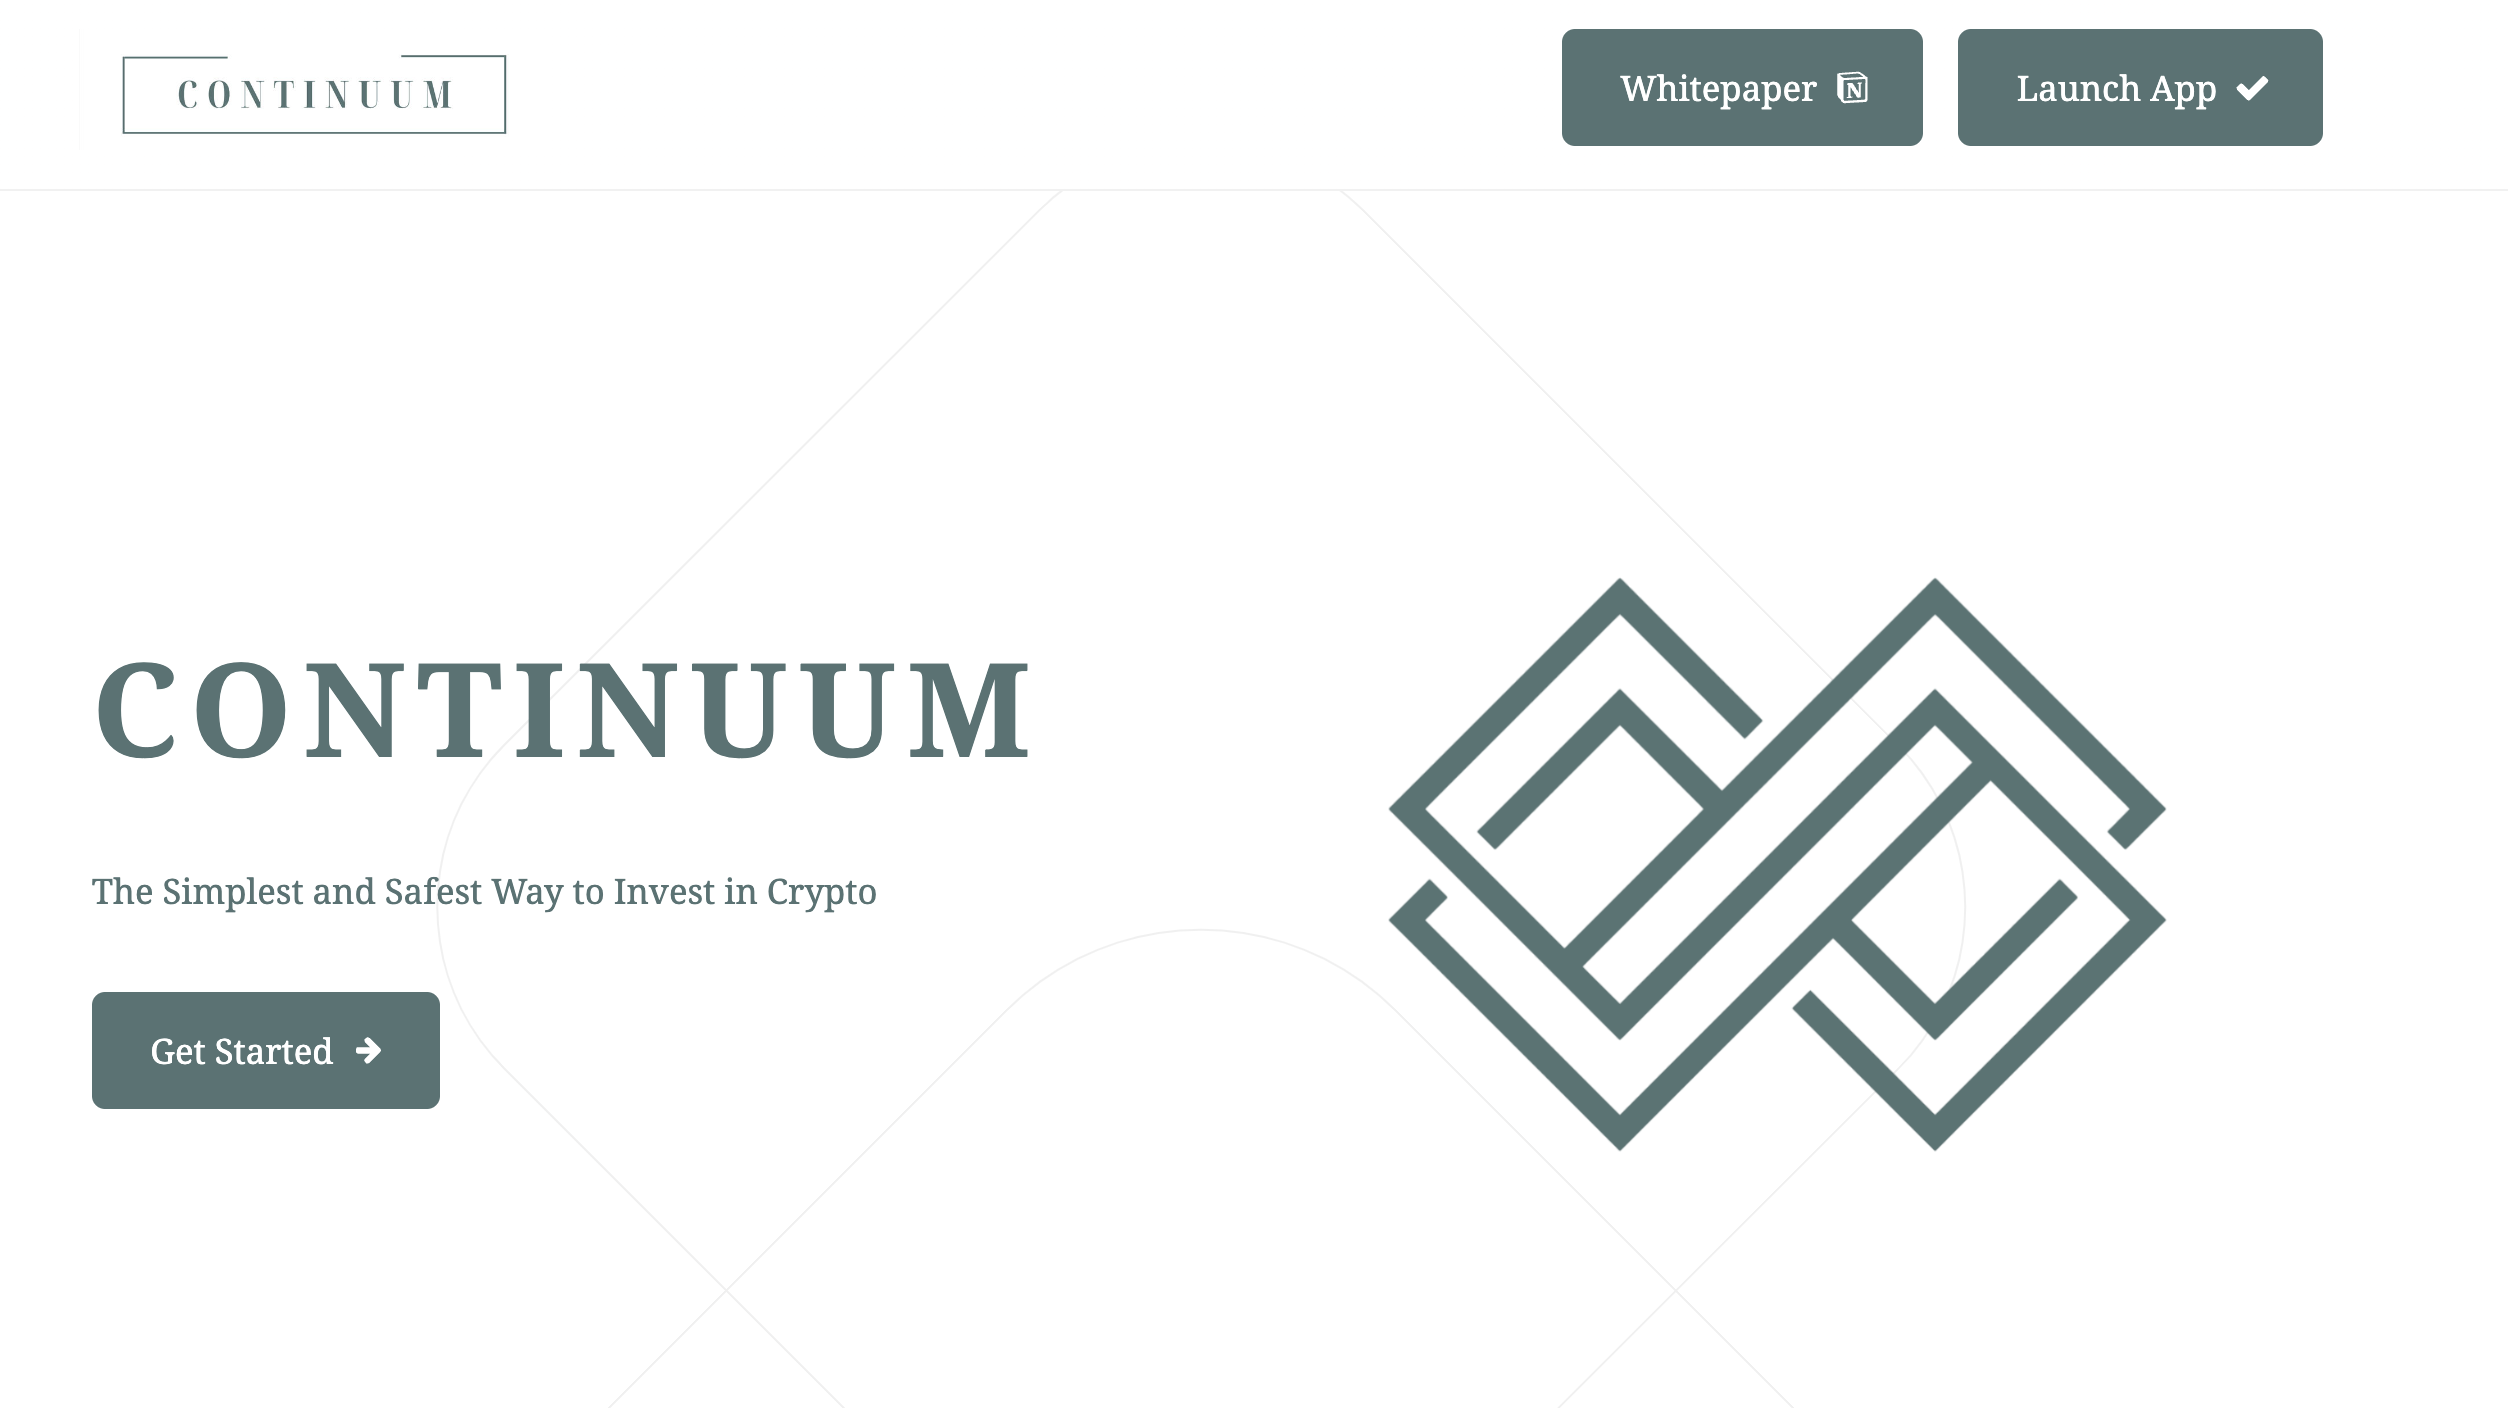 CONTINUUM
Whitepaper
Launch App
CONTINUUM
The Simplest and Safest Way to Invest in Crypto
Get Started